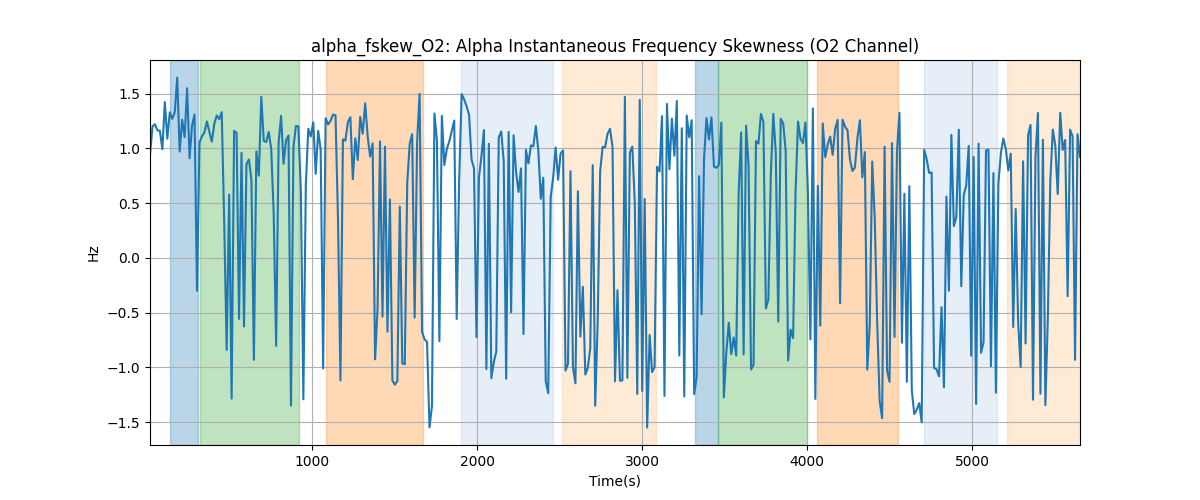 alpha_fskew_O2: Alpha Instantaneous Frequency Skewness (O2 Channel)
1.5
1.0
0.5
0.0
−0.5
−1.0
−1.5
Hz
1000 2000 3000 4000 5000
Time(s)